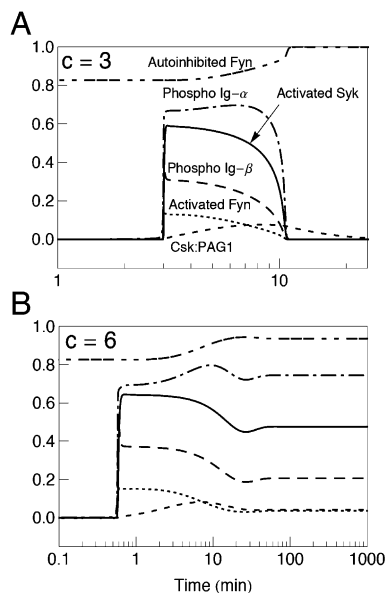 A
c = 3
Autoinhibited Fyn
Phospho Ig-α
Activated Syk
Phospho Ig-β
Activated Fyn
Csk:PAG1
1.0
0.8
0.6
0.4
0.2
0.0
1
10
B
c = 6
1.0
0.8
0.6
0.4
0.2
0.0
0.1
1
10
100
1000
Time (min)